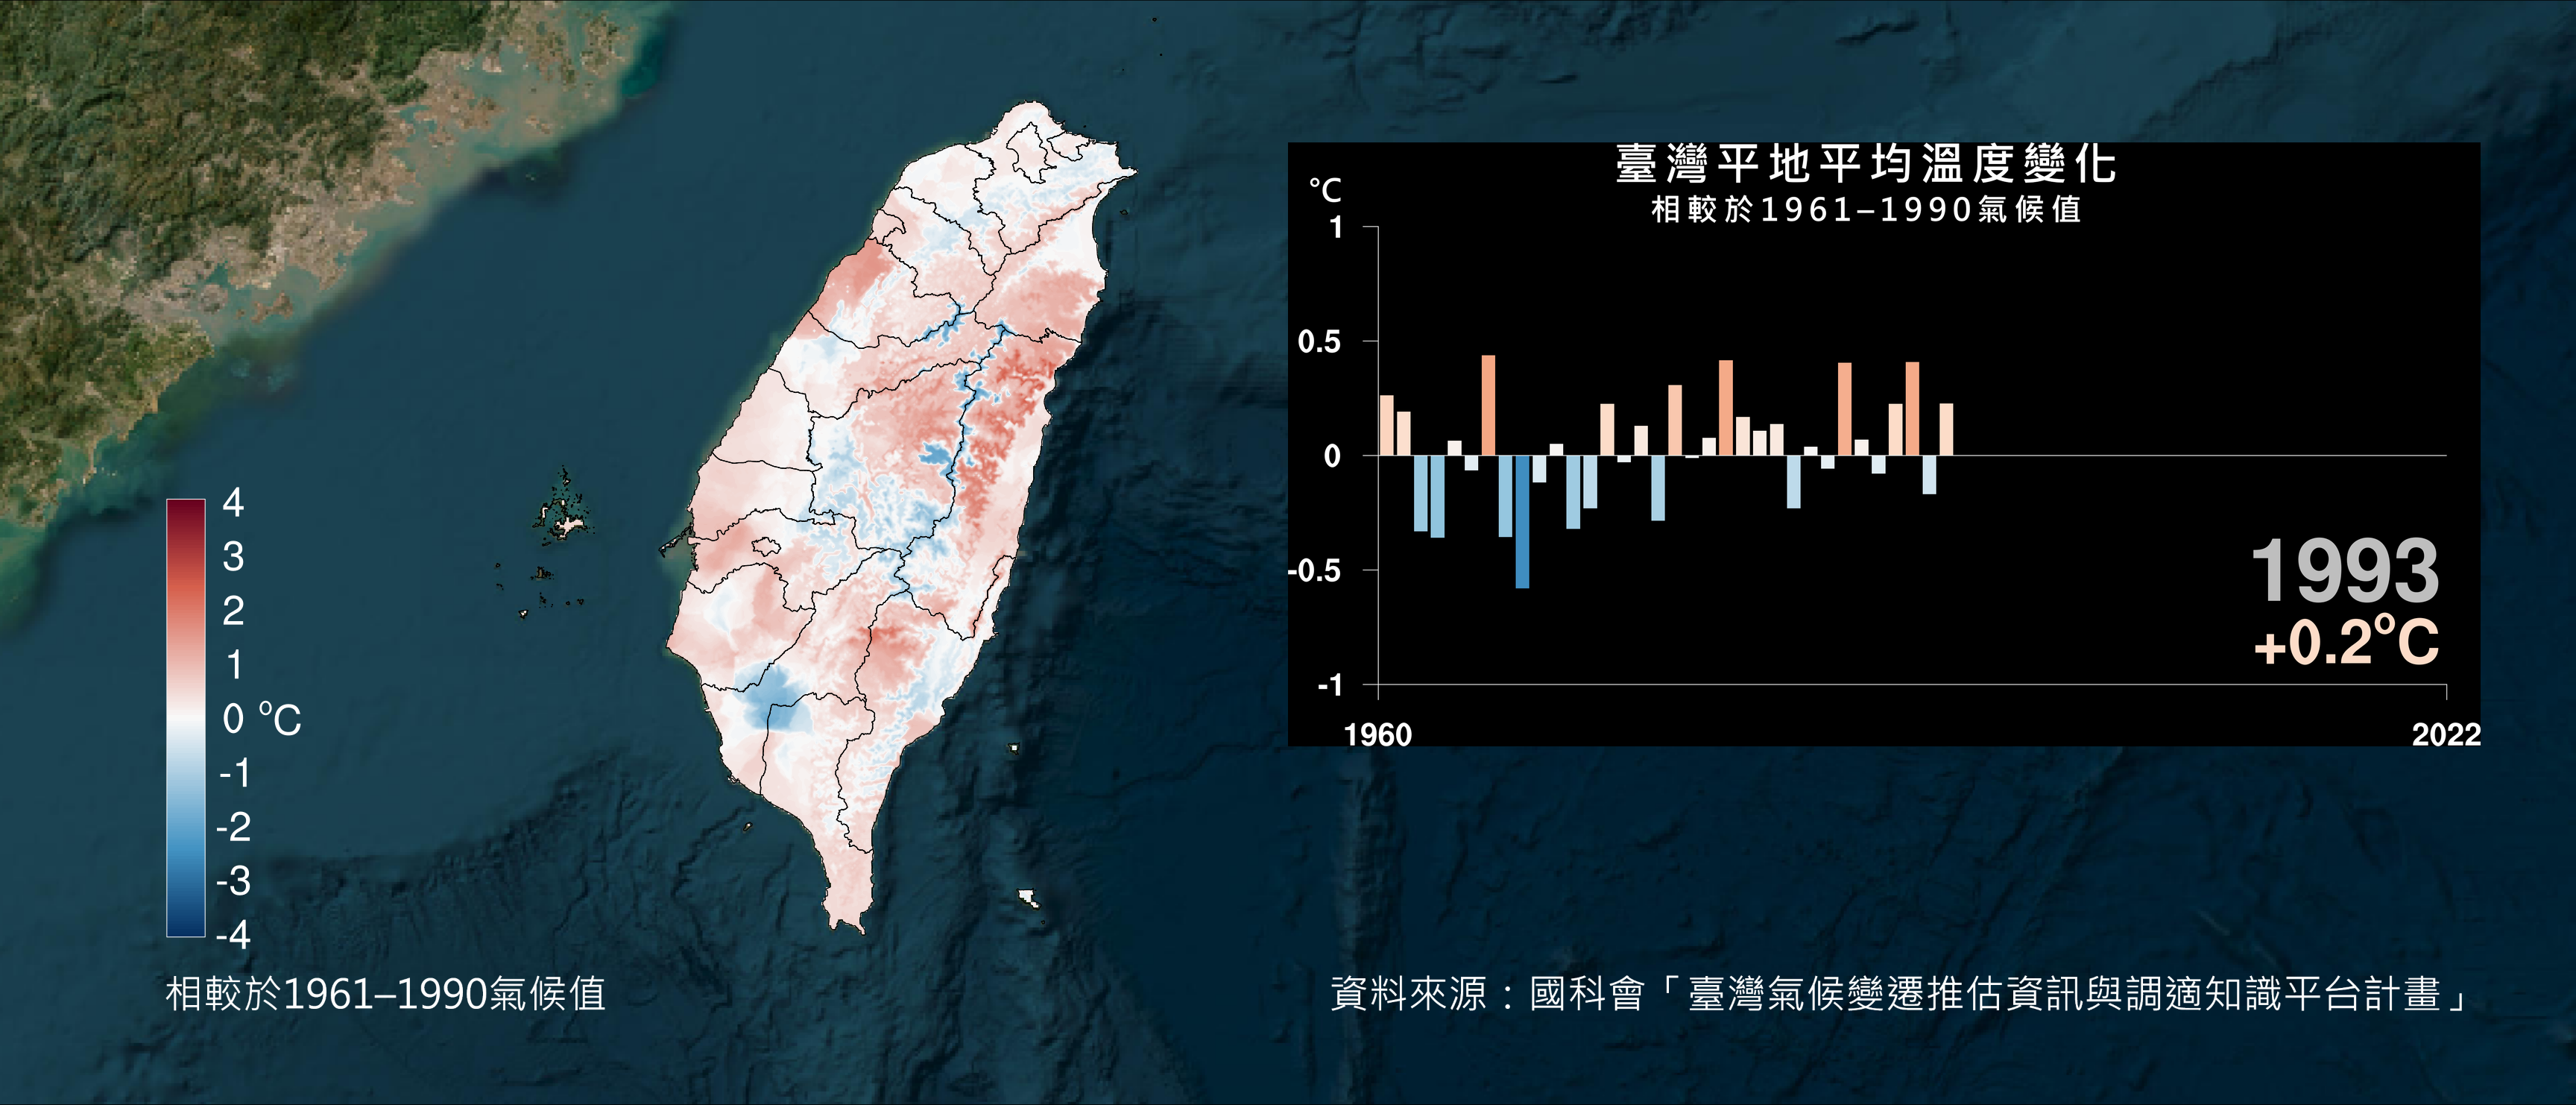 臺灣平地平均溫度變化
相較於1961–1990氣候值
°C
1
0.5
0
-0.5
-1
1960
2022
1993
+0.2°C
4
3
2
1
0 °C
-1
-2
-3
-4
相較於1961–1990氣候值
資料來源：國科會「臺灣氣候變遷推估資訊與調適知識平台計畫」